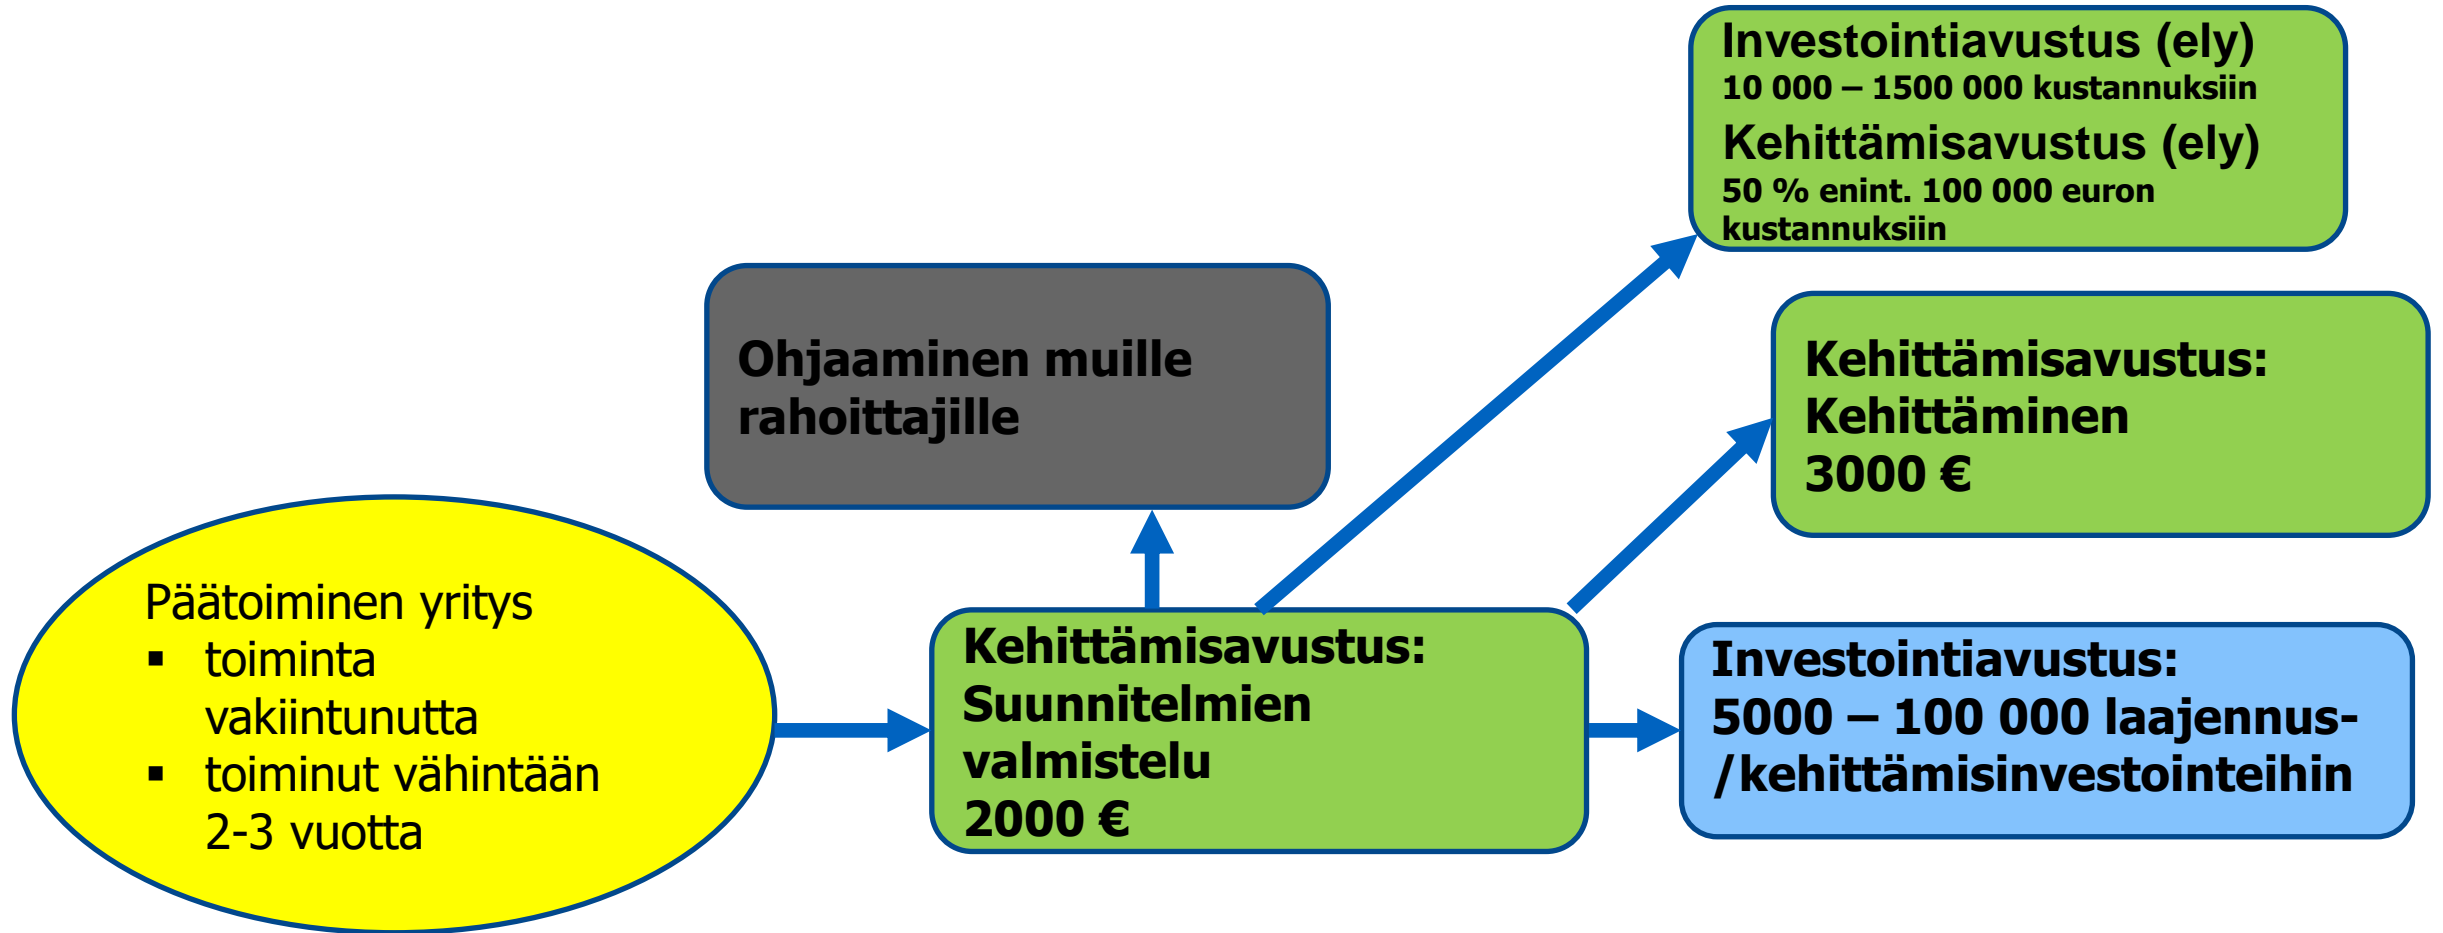 Investointiavustus (ely)
10 000 – 1500 000 kustannuksiin
Kehittämisavustus (ely)
50 % enint. 100 000 euron
kustannuksiin
Ohjaaminen muille
rahoittajille
Kehittämisavustus:
Kehittäminen
3000 €
Päätoiminen yritys
▪ toiminta
vakiintunutta
▪ toiminut vähintään
2-3 vuotta
Kehittämisavustus:
Suunnitelmien
valmistelu
2000 €
Investointiavustus:
5000 – 100 000 laajennus-
/kehittämisinvestointeihin